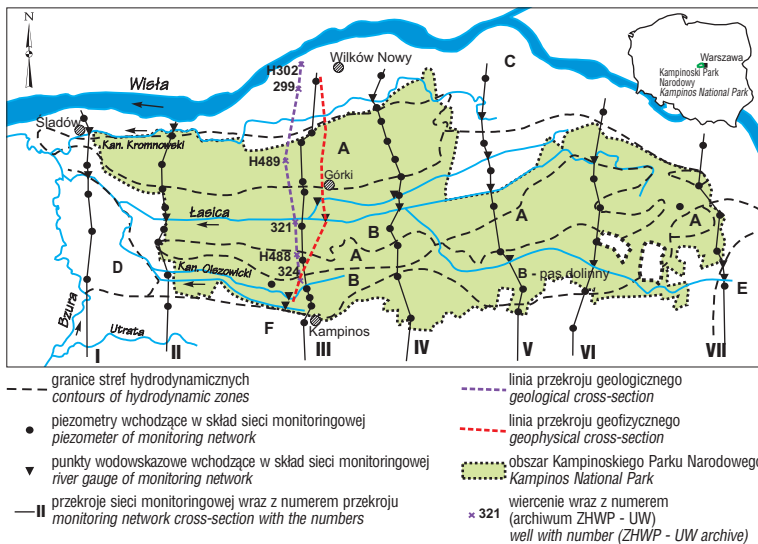 N
H302
299
Wilków Nowy
C
Warszawa
Kampinoski Park
Narodowy
Kampinos National Park
Wisła
Śladów
Kan. Kromnowski
H489
A
Górki
Łasica
321
B
A
A
H488
A
324
Kan. Olszowicki
B
B - pas dolinny
D
E
F
Kampinos
Bzura
Utrata
I
II
III
IV
V
VI
VII
granice stref hydrodynamicznych
contours of hydrodynamic zones
piezometry wchodzące w skład sieci monitoringowej
piezometer of monitoring network
punkty wodowskazowe wchodzące w skład sieci monitoringowej
river gauge of monitoring network
II
przekroje sieci monitoringowej wraz z numerem przekroju
monitoring network cross-section with the numbers
linia przekroju geologicznego
geological cross-section
linia przekroju geofizycznego
geophysical cross-section
obszar Kampinoskiego Parku Narodowego
Kampinos National Park
321
wiercenie wraz z numerem
(archiwum ZHWP - UW)
well with number (ZHWP - UW archive)